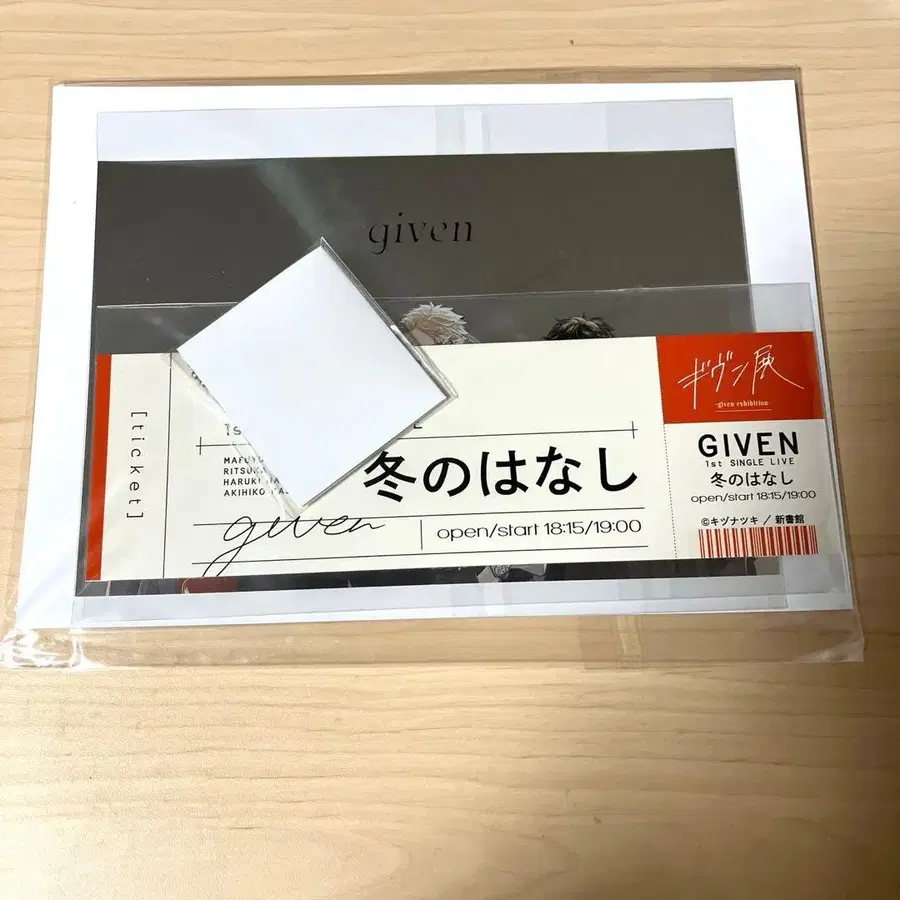 given
[ticket]
MAFUYU
RITSUKA
HARUKI
AKIHIKO
冬のはなし
given
open/start 18:15/19:00
ギヴン展
-given exhibition-
GIVEN
1st SINGLE LIVE
冬のはなし
open/start 18:15/19:00
©キヅナツキ / 新書館